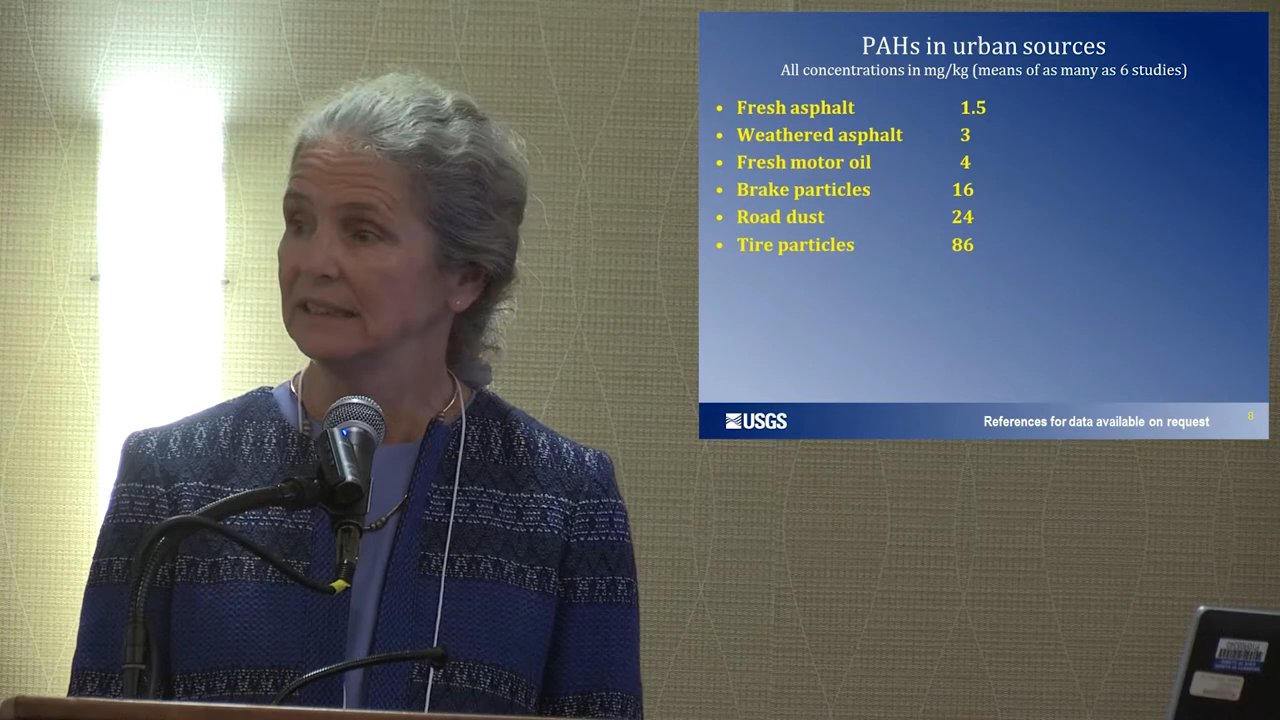 PAHs in urban sources
All concentrations in mg/kg (means of as many as 6 studies)
• Fresh asphalt 1.5
• Weathered asphalt 3
• Fresh motor oil 4
• Brake particles 16
• Road dust 24
• Tire particles 86
USGS
References for data available on request
8